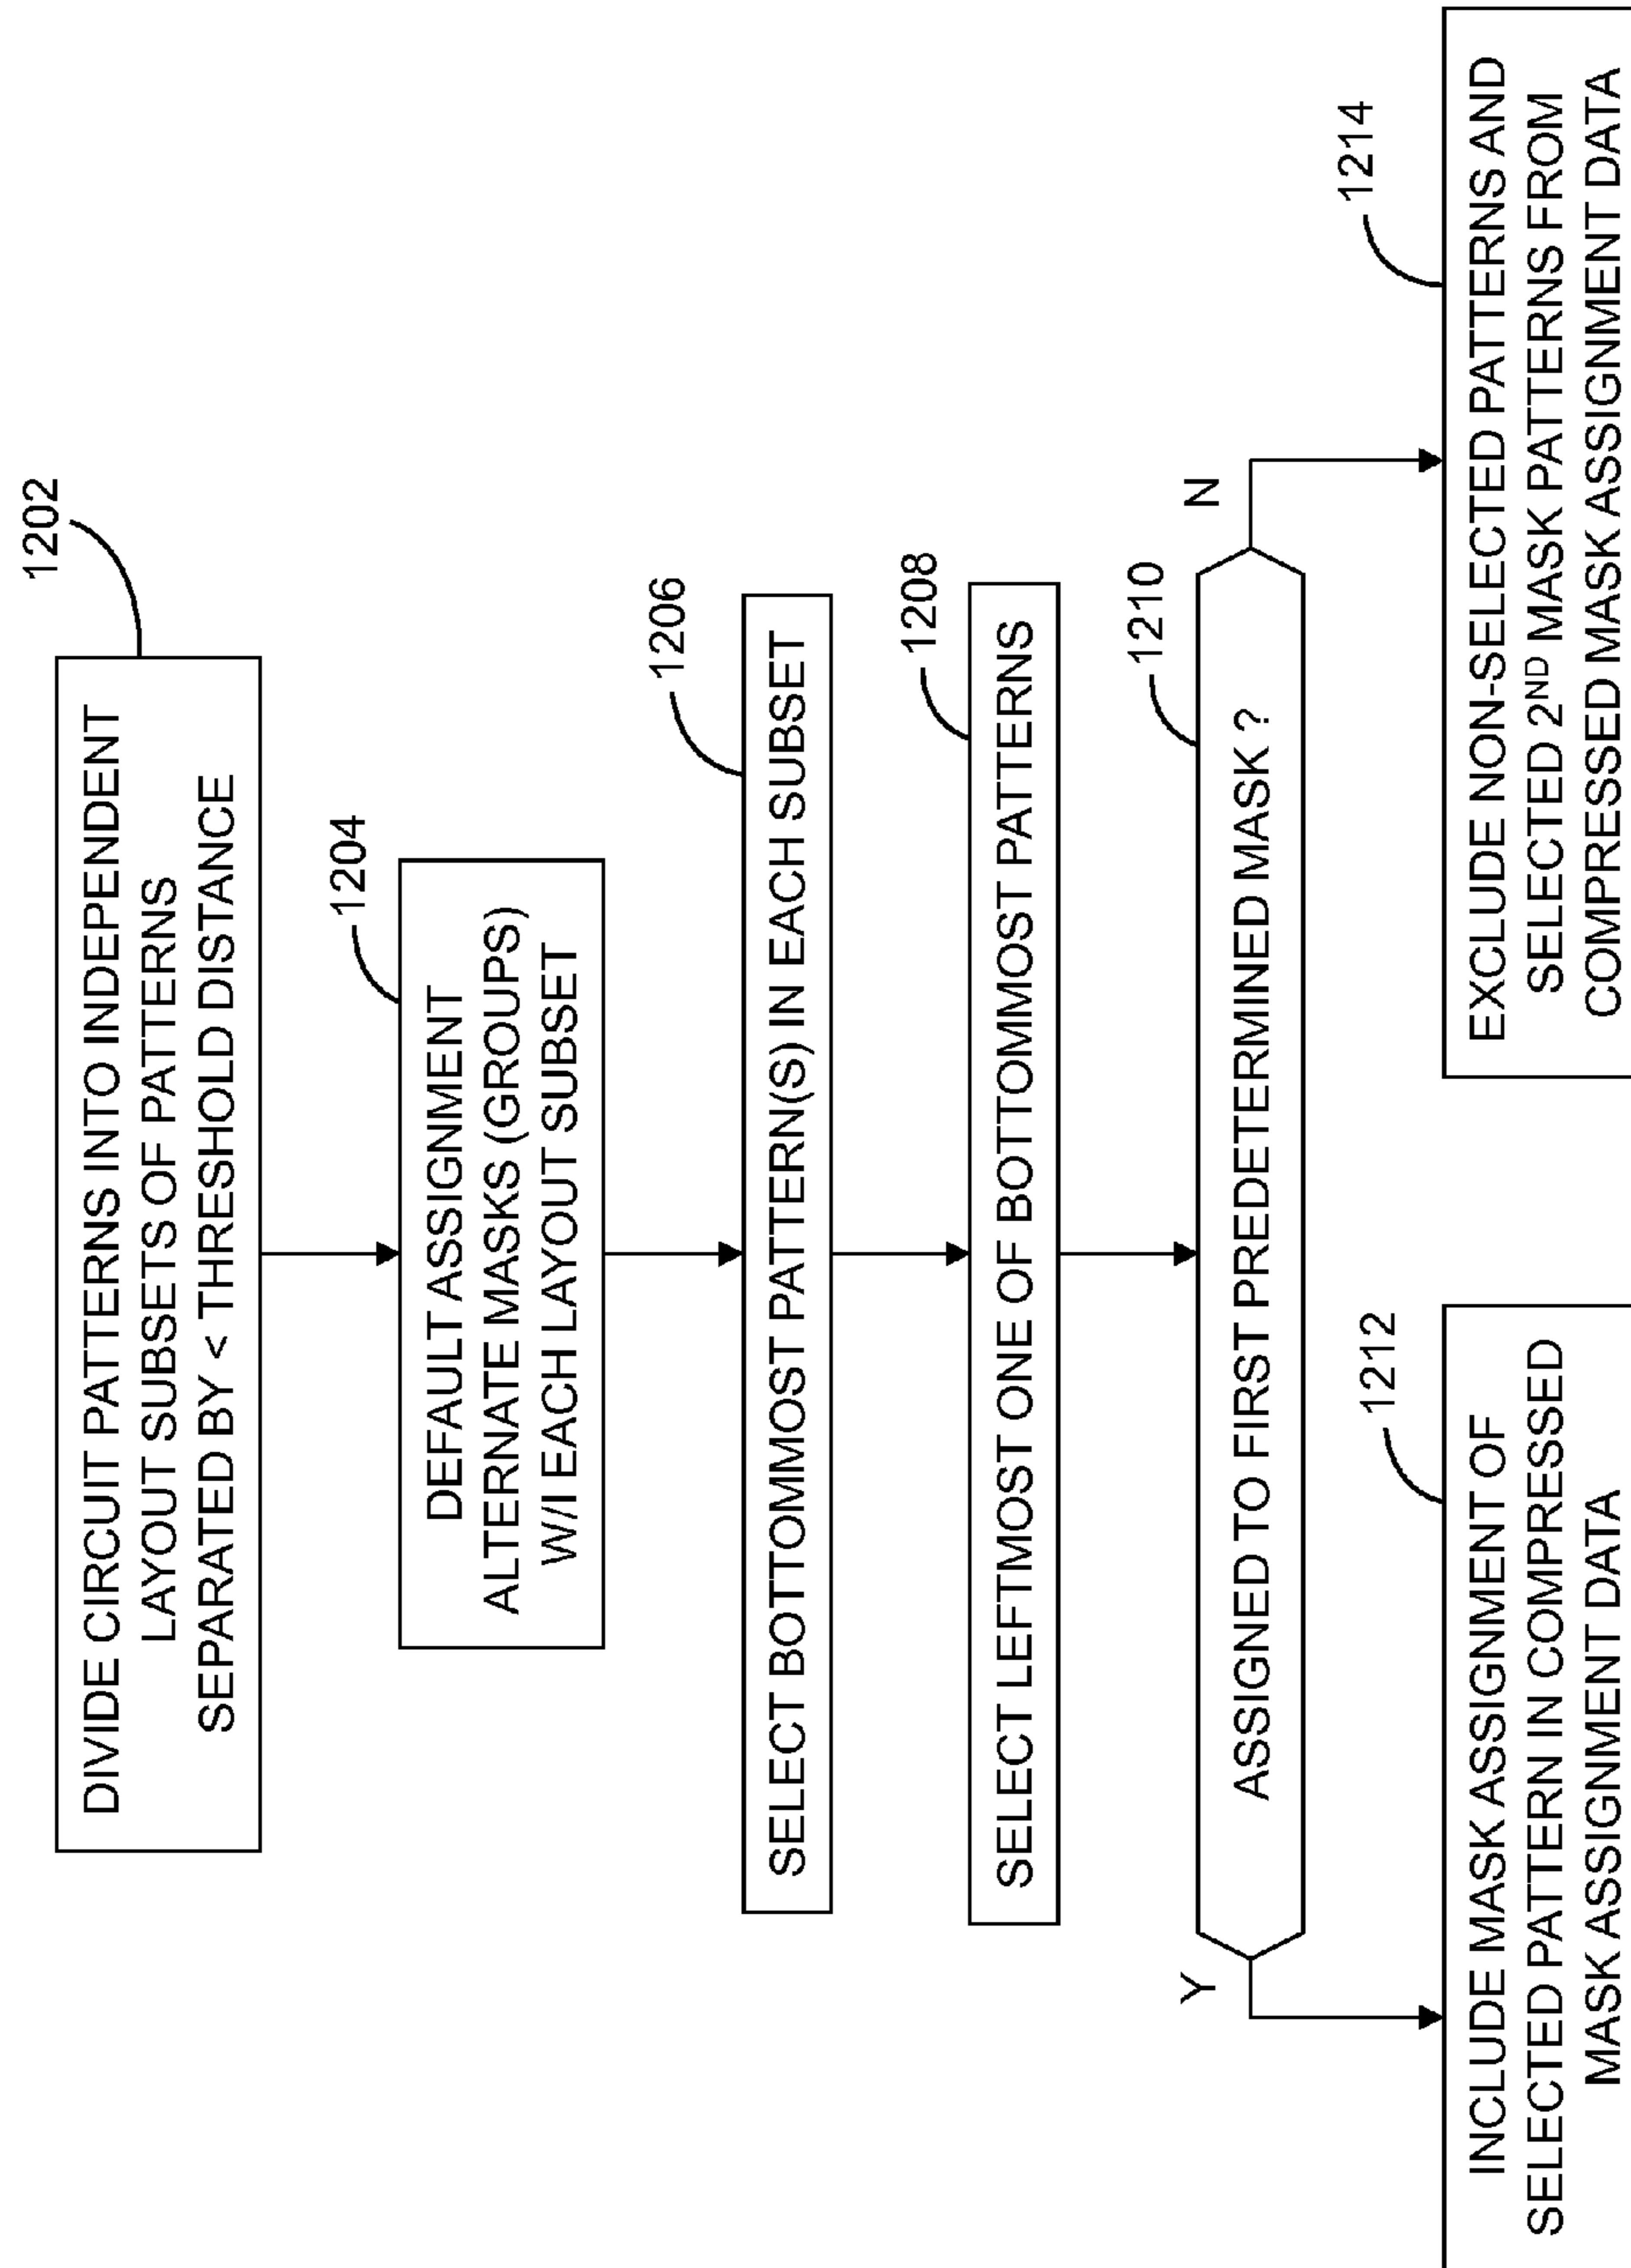 1202
DIVIDE CIRCUIT PATTERNS INTO INDEPENDENT
LAYOUT SUBSETS OF PATTERNS
SEPARATED BY < THRESHOLD DISTANCE
1204
DEFAULT ASSIGNMENT
ALTERNATE MASKS (GROUPS)
W/I EACH LAYOUT SUBSET
1206
SELECT BOTTOMMOST PATTERN(S) IN EACH SUBSET
1208
SELECT LEFTMOST ONE OF BOTTOMMOST PATTERNS
1210
ASSIGNED TO FIRST PREDETERMINED MASK ?
Y
N
1212
INCLUDE MASK ASSIGNMENT OF
SELECTED PATTERN IN COMPRESSED
MASK ASSIGNMENT DATA
1214
EXCLUDE NON-SELECTED PATTERNS AND
SELECTED 2ND MASK PATTERNS FROM
COMPRESSED MASK ASSIGNMENT DATA